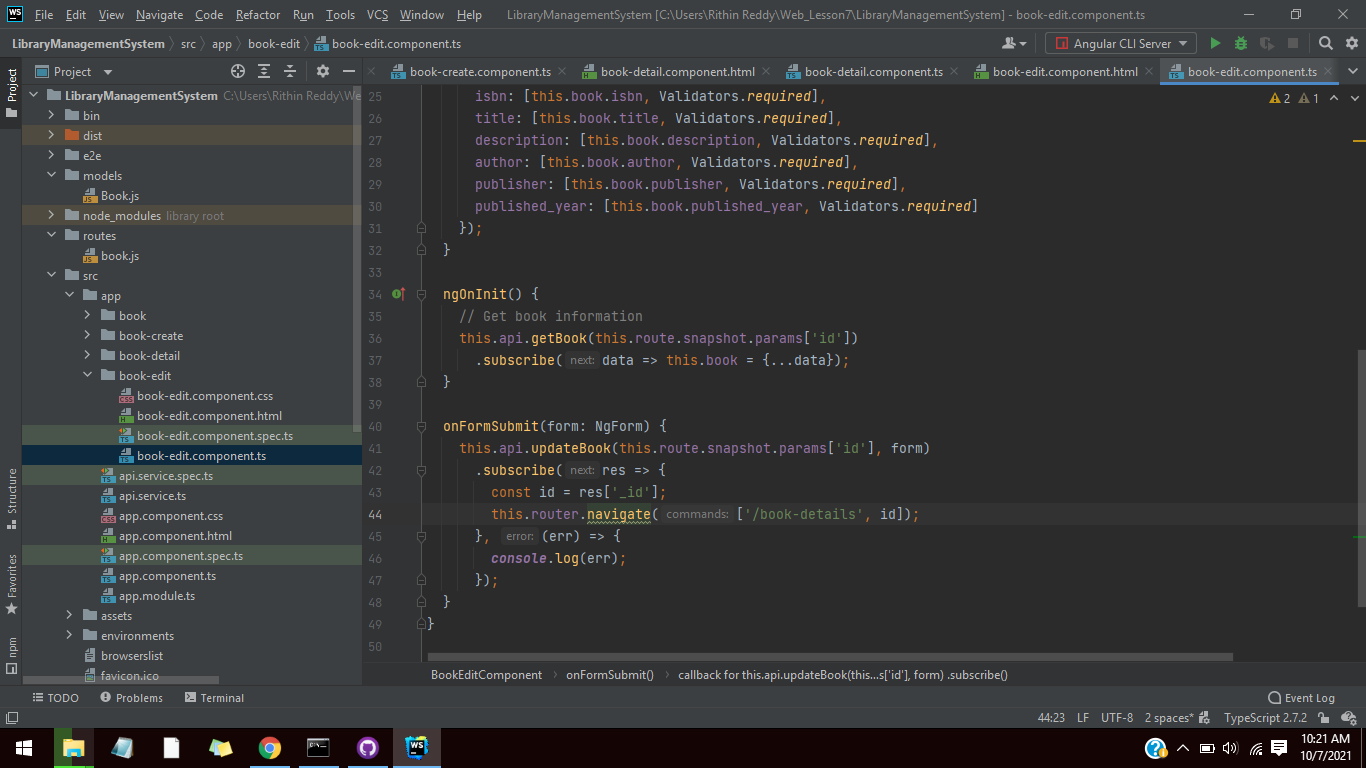 WS File Edit View Navigate Code Refactor Run Tools VCS Window Help LibraryManagementSystem [C:\Users\Rithin Reddy\Web_Lesson7\LibraryManagementSystem] - book-edit.component.ts
LibraryManagementSystem src app book-edit book-edit.component.ts Angular CLI Server
Project book-create.component.ts book-detail.component.html book-detail.component.ts book-edit.component.html book-edit.component.ts
Project
Structure
Favorites
npm
LibraryManagementSystem C:\Users\Rithin Reddy\We
bin
dist
e2e
models
Book.js
node_modules library root
routes
book.js
src
app
book
book-create
book-detail
book-edit
book-edit.component.css
book-edit.component.html
book-edit.component.spec.ts
book-edit.component.ts
api.service.spec.ts
api.service.ts
app.component.css
app.component.html
app.component.spec.ts
app.component.ts
app.module.ts
assets
environments
browserslist
favicon.ico
2 1
25 isbn: [this.book.isbn, Validators.required],
26 title: [this.book.title, Validators.required],
27 description: [this.book.description, Validators.required],
28 author: [this.book.author, Validators.required],
29 publisher: [this.book.publisher, Validators.required],
30 published_year: [this.book.published_year, Validators.required]
31 });
32 }
33
34 ngOnInit() {
35 // Get book information
36 this.api.getBook(this.route.snapshot.params['id'])
37 .subscribe( next: data => this.book = {...data});
38 }
39
40 onFormSubmit(form: NgForm) {
41 this.api.updateBook(this.route.snapshot.params['id'], form)
42 .subscribe( next: res => {
43 const id = res['_id'];
44 this.router.navigate( commands: ['/book-details', id]);
45 }, error: (err) => {
46 console.log(err);
47 });
48 }
49 }
50
BookEditComponent onFormSubmit() callback for this.api.updateBook(this...s['id'], form) .subscribe()
TODO Problems Terminal Event Log
44:23 LF UTF-8 2 spaces* TypeScript 2.7.2
10:21 AM
10/7/2021